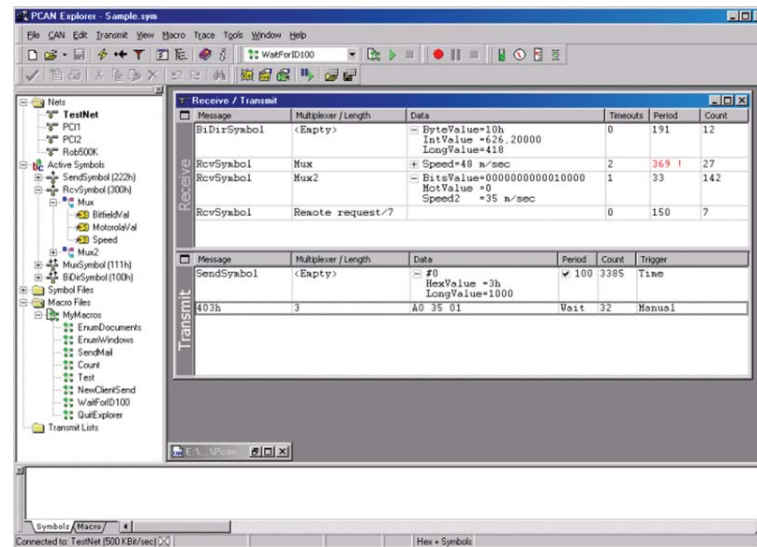 PCAN Explorer - Sample.sym
File CAN Edit Transmit View Macro Trace Tools Window Help
WaitForID100
Nets
TestNet
PCI1
PCI2
Rob500K
Active Symbols
SendSymbol (222h)
RcvSymbol (300h)
Mux
BitfieldVal
MotorolaVal
Speed
Mux2
MuxSymbol (111h)
BiDirSymbol (100h)
Symbol Files
Macro Files
MyMacros
EnumDocuments
EnumWindows
SendMail
Count
Test
NewClientSend
WaitForID100
QuitExplorer
Transmit Lists
Receive / Transmit
Receive
Message Multiplexer / Length Data Timeouts Period Count
BiDirSymbol <Empty> ByteValue=10h 0 191 12
IntValue =626,20000
LongValue=418
RcvSymbol Mux Speed=48 m/sec 2 369 ! 27
RcvSymbol Mux2 BitsValue=0000000000010000 1 33 142
MotValue =0
Speed2 =35 m/sec
RcvSymbol Remote request/7 0 150 7
Transmit
Message Multiplexer / Length Data Period Count Trigger
SendSymbol <Empty> #0 100 3385 Time
HexValue =3h
LongValue=1000
403h 3 A0 35 01 Wait 32 Manual
E:\...\Pcan
Symbols Macro
Connected to: TestNet (500 KBit/sec) Hex + Symbols